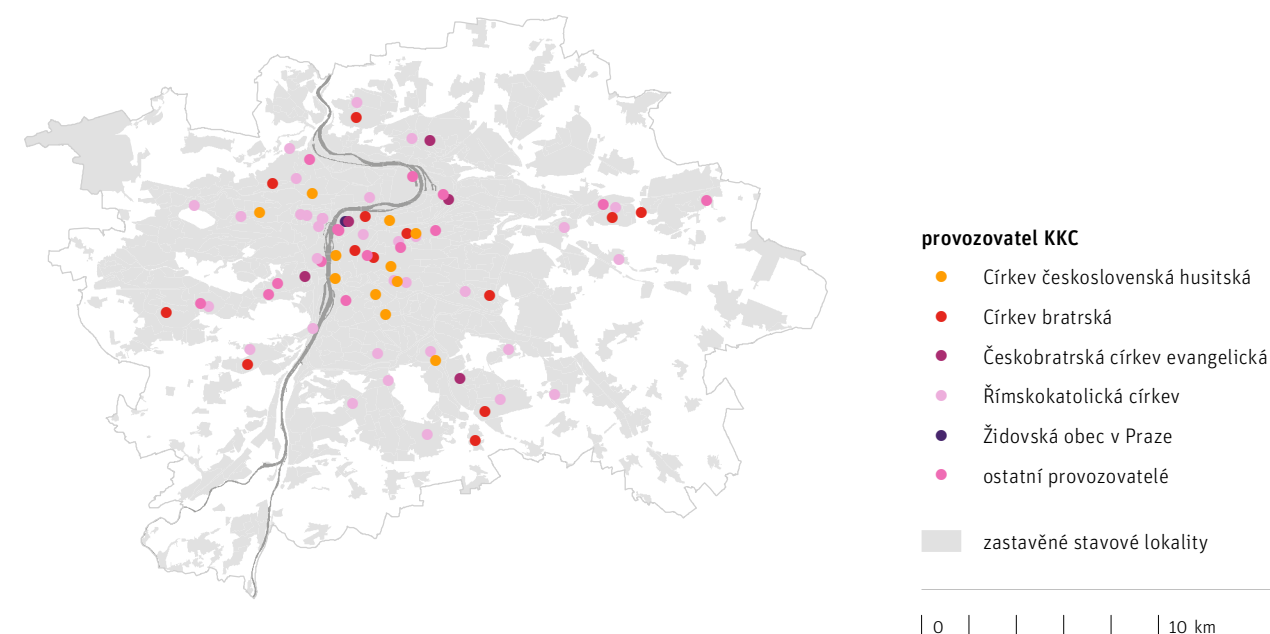 provozovatel KKC
Církev československá husitská
Církev bratrská
Českobratrská církev evangelická
Římskokatolická církev
Židovská obec v Praze
ostatní provozovatelé
zastavěné stavové lokality
0 10 km